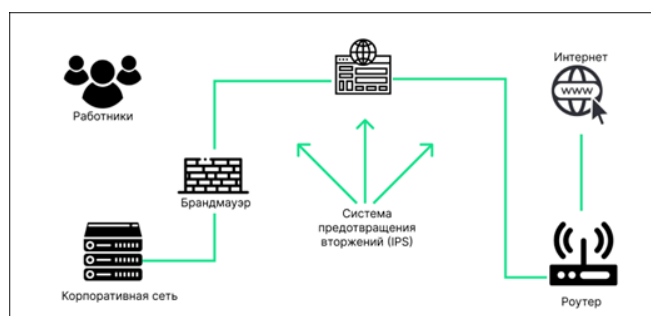 Интернет
www
Работники
Брандмауэр
Система
предотвращения
вторжений (IPS)
Корпоративная сеть
Роутер